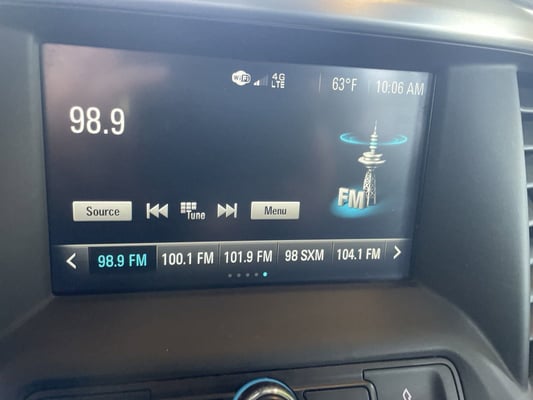 WiFi 4G LTE 63°F 10:06 AM
98.9
FM
Source Tune Menu
98.9 FM 100.1 FM 101.9 FM 98 SXM 104.1 FM